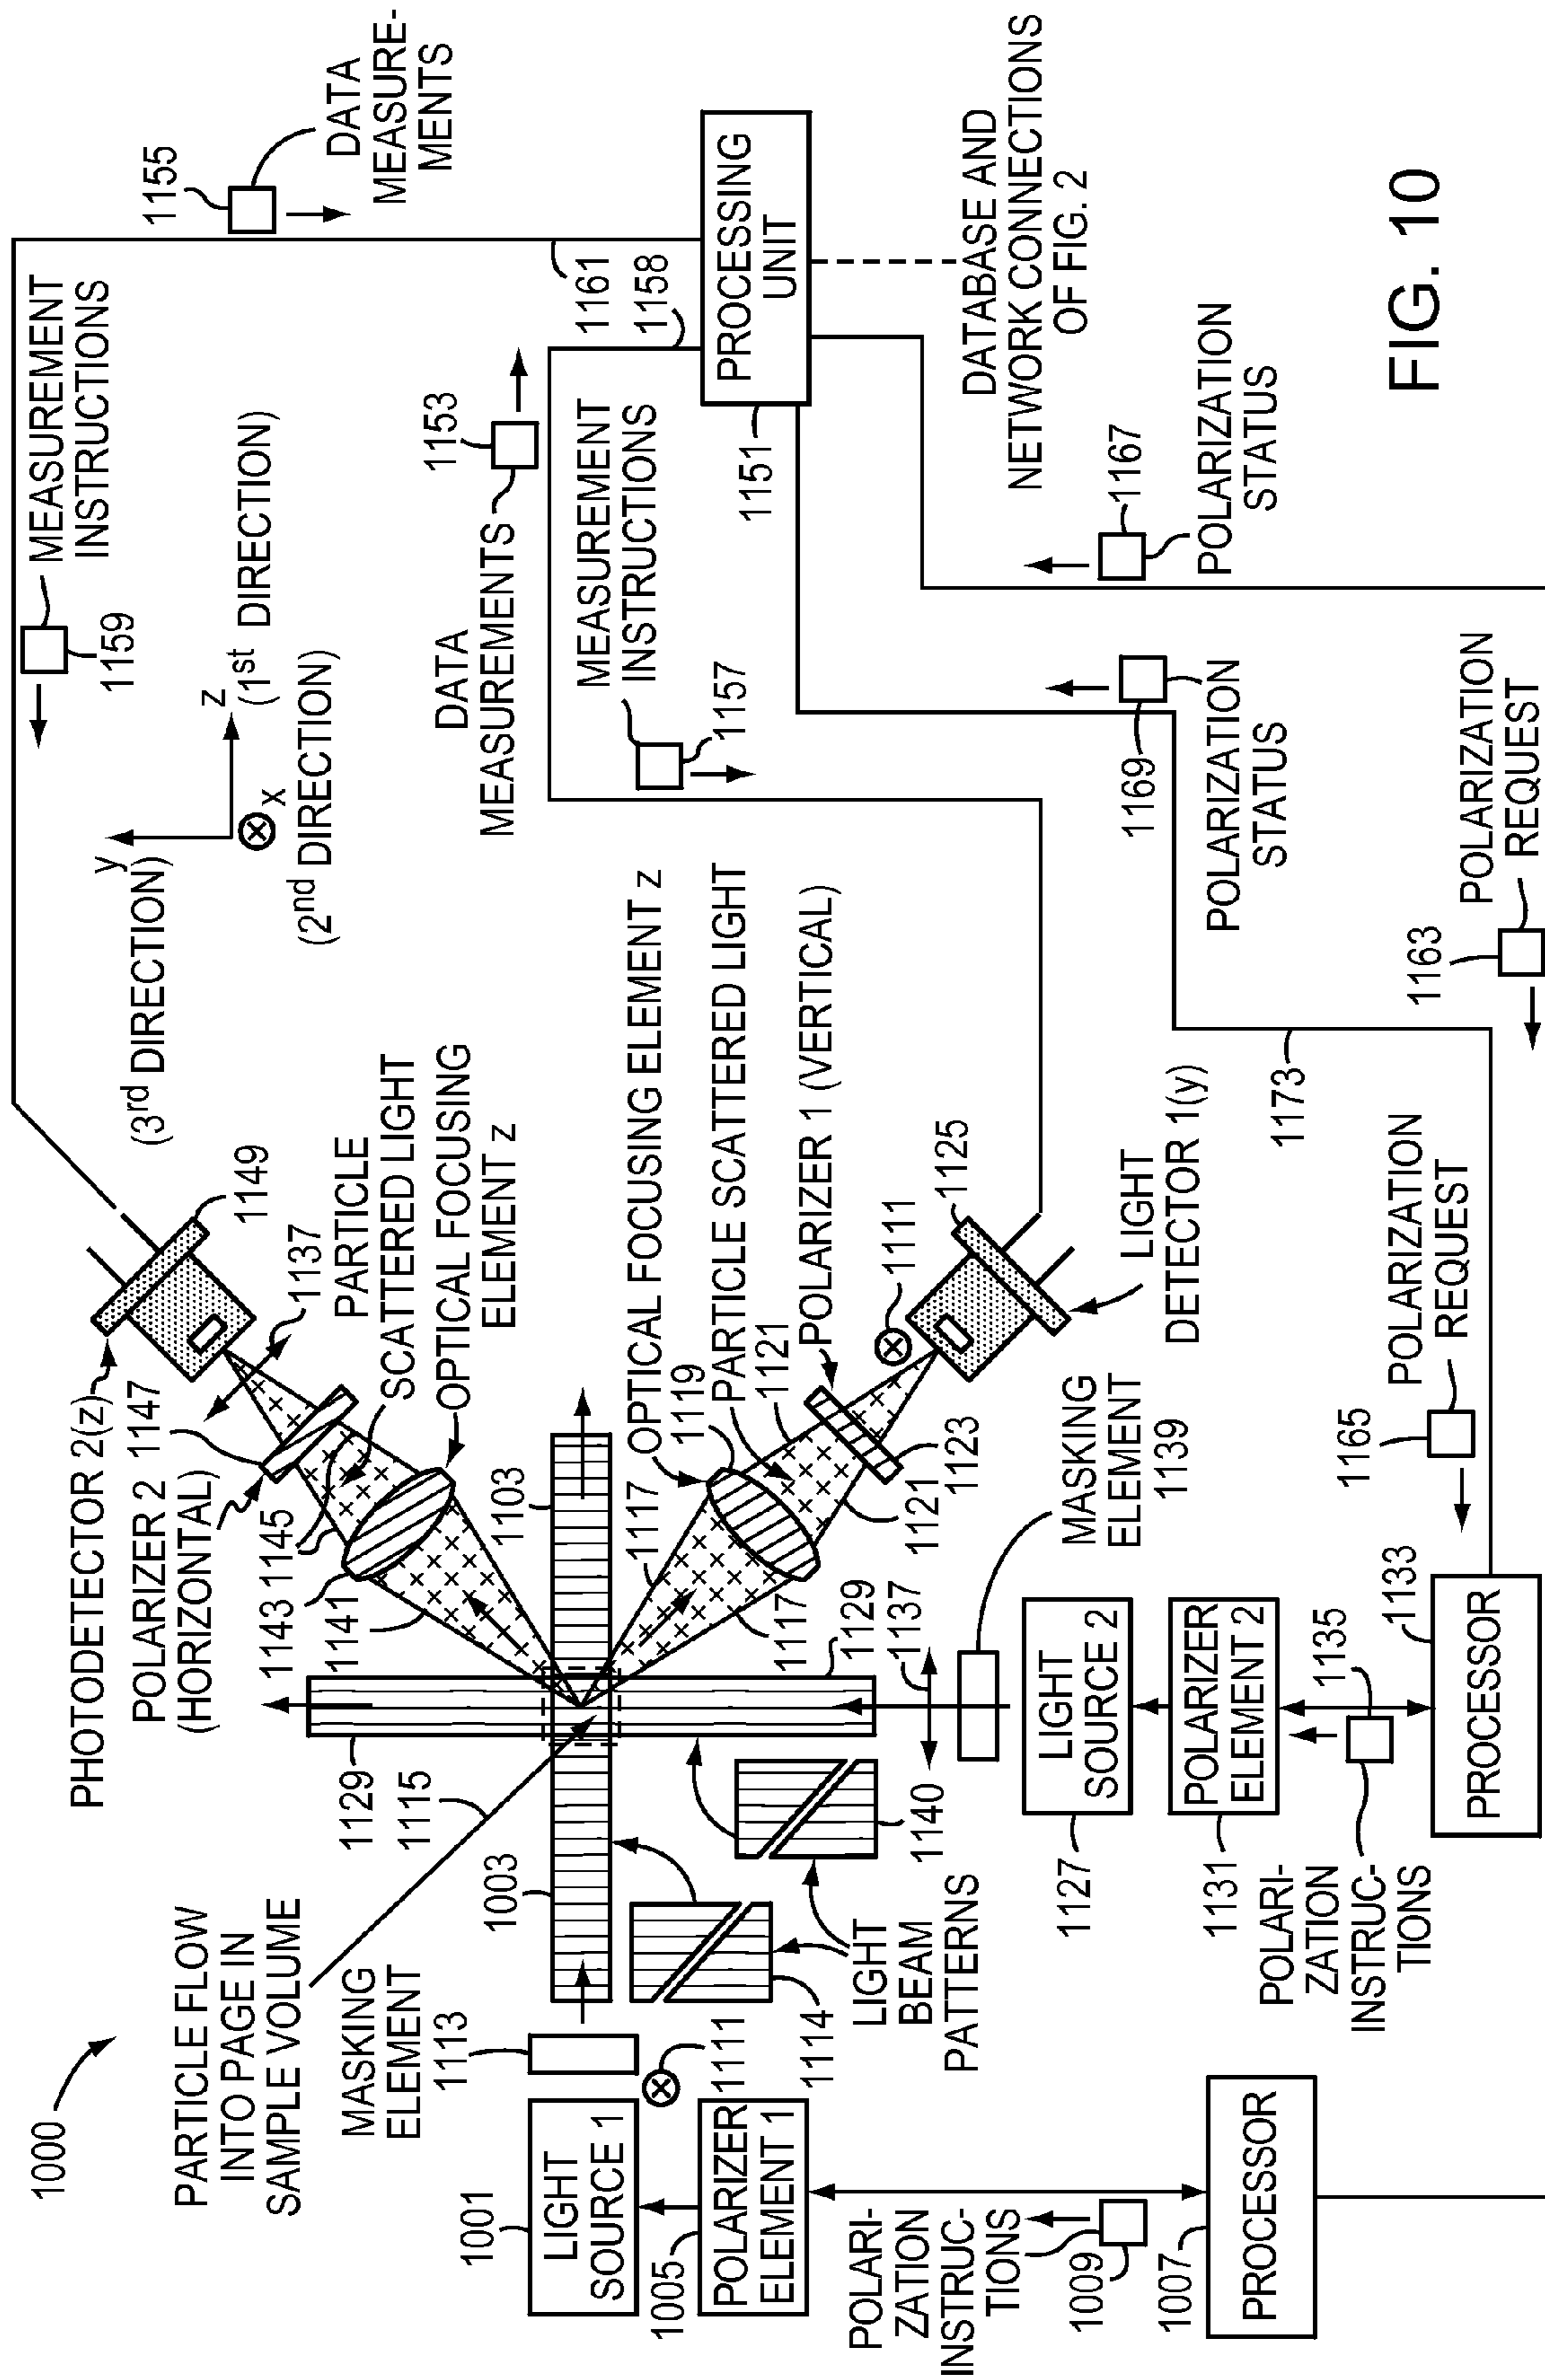 1000
PARTICLE FLOW
INTO PAGE IN
SAMPLE VOLUME
MASKING
ELEMENT
1113
1001
LIGHT
SOURCE 1
1111
1005
POLARIZER
ELEMENT 1
POLARI-
ZATION
INSTRUC-
TIONS
1009
1007
PROCESSOR
1003
1114
LIGHT
BEAM
PATTERNS
1140
1129
1115
PHOTODETECTOR 2(z)
POLARIZER 2
(HORIZONTAL)
1147
1143
1145
1141
1149
1137
PARTICLE
SCATTERED LIGHT
OPTICAL FOCUSING
ELEMENT z
1103
1117
OPTICAL FOCUSING ELEMENT z
1119
PARTICLE SCATTERED LIGHT
1121
POLARIZER 1 (VERTICAL)
1111
1125
LIGHT
DETECTOR 1(y)
1123
1121
1117
1129
1137
MASKING
ELEMENT
1139
LIGHT
SOURCE 2
1127
POLARIZER
ELEMENT 2
1131
1135
POLARI-
ZATION
INSTRUC-
TIONS
1133
PROCESSOR
1165
POLARIZATION
REQUEST
1173
1163
POLARIZATION
REQUEST
y
(3rd DIRECTION)
z
(1st DIRECTION)
x
(2nd DIRECTION)
1159
MEASUREMENT
INSTRUCTIONS
1155
DATA
MEASURE-
MENTS
1153
DATA
MEASUREMENTS
1161
1158
MEASUREMENT
INSTRUCTIONS
1157
1151
PROCESSING
UNIT
DATABASE AND
NETWORK CONNECTIONS
OF FIG. 2
1167
POLARIZATION
STATUS
1169
POLARIZATION
STATUS
FIG. 10